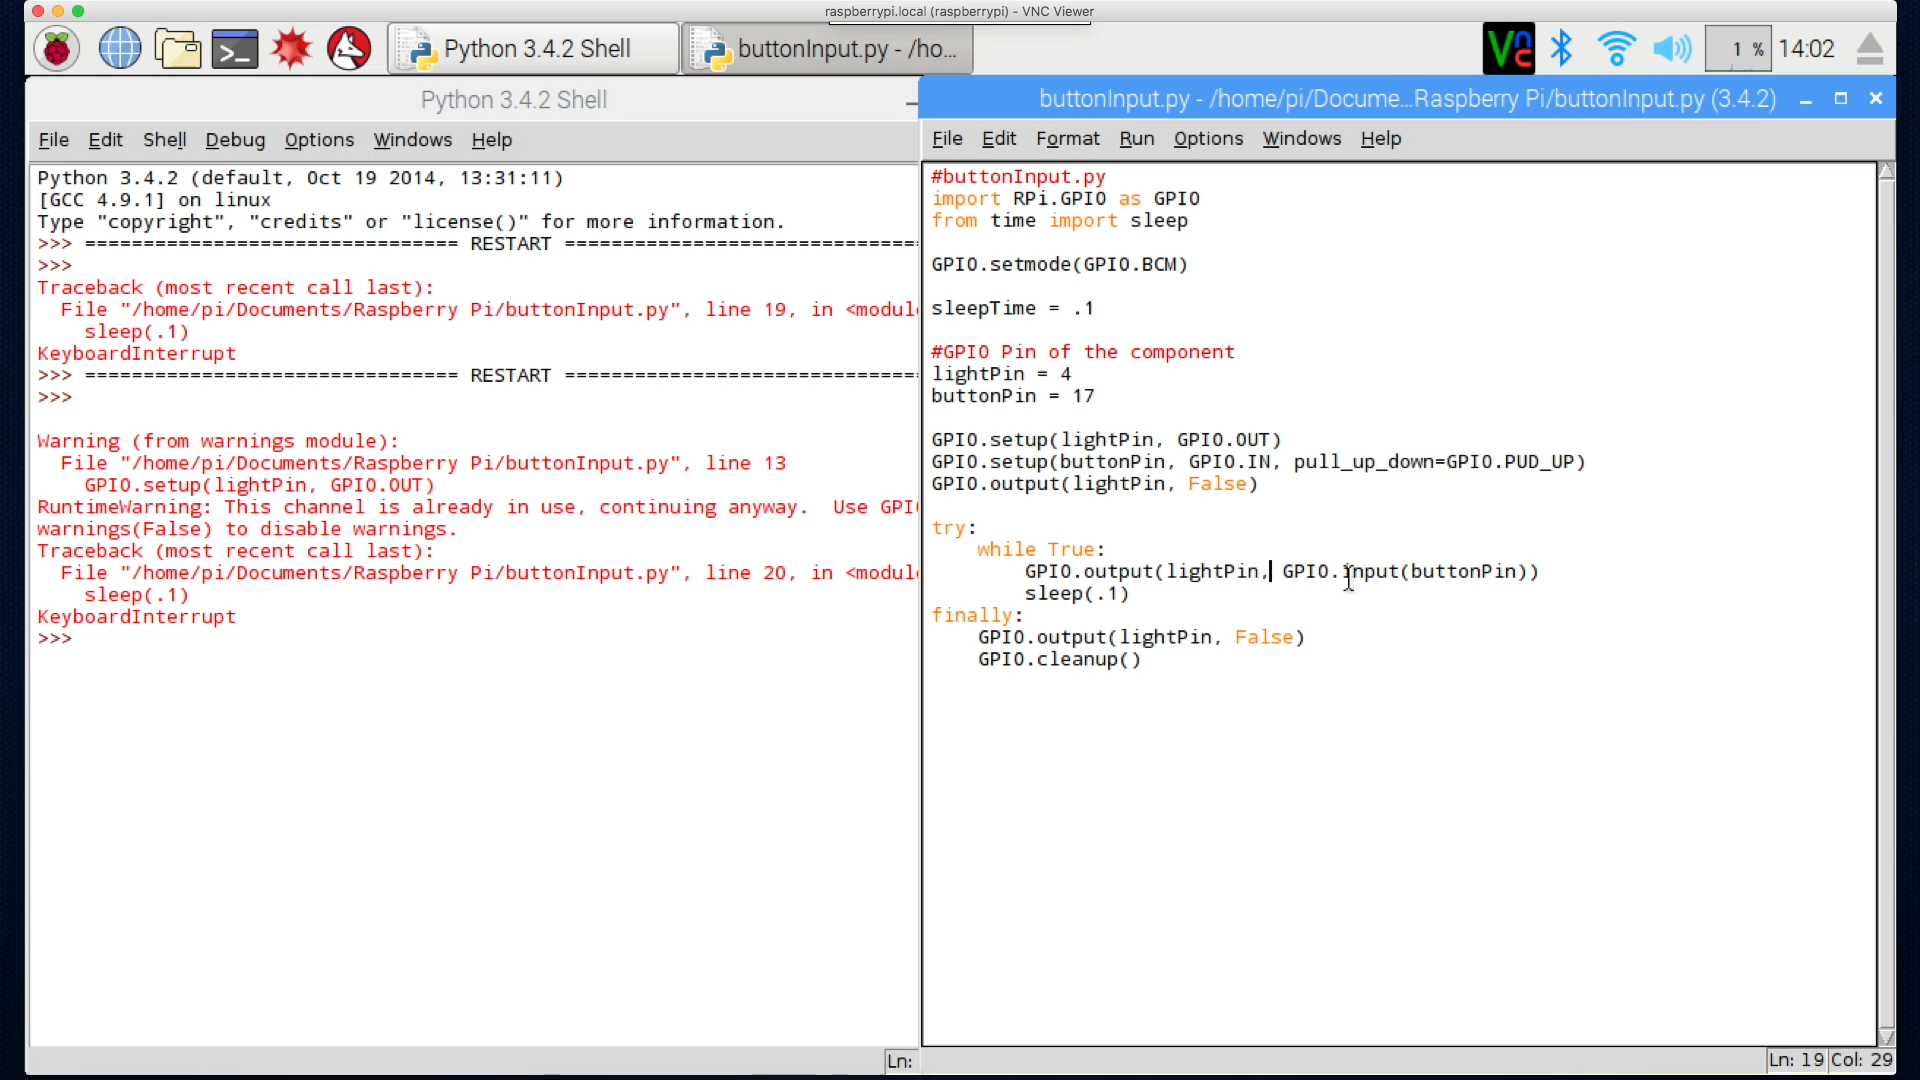 raspberrypi.local (raspberrypi) - VNC Viewer
Python 3.4.2 Shell
buttonInput.py - /ho...
1 %
14:02
Python 3.4.2 Shell
File Edit Shell Debug Options Windows Help
Python 3.4.2 (default, Oct 19 2014, 13:31:11)
[GCC 4.9.1] on linux
Type "copyright", "credits" or "license()" for more information.
>>> ================================ RESTART ==============================
>>>
Traceback (most recent call last):
  File "/home/pi/Documents/Raspberry Pi/buttonInput.py", line 19, in <modul
    sleep(.1)
KeyboardInterrupt
>>> ================================ RESTART ==============================
>>>

Warning (from warnings module):
  File "/home/pi/Documents/Raspberry Pi/buttonInput.py", line 13
    GPIO.setup(lightPin, GPIO.OUT)
RuntimeWarning: This channel is already in use, continuing anyway.  Use GPI
warnings(False) to disable warnings.
Traceback (most recent call last):
  File "/home/pi/Documents/Raspberry Pi/buttonInput.py", line 20, in <modul
    sleep(.1)
KeyboardInterrupt
>>>
Ln:
buttonInput.py - /home/pi/Docume...Raspberry Pi/buttonInput.py (3.4.2)
File Edit Format Run Options Windows Help
#buttonInput.py
import RPi.GPIO as GPIO
from time import sleep

GPIO.setmode(GPIO.BCM)

sleepTime = .1

#GPIO Pin of the component
lightPin = 4
buttonPin = 17

GPIO.setup(lightPin, GPIO.OUT)
GPIO.setup(buttonPin, GPIO.IN, pull_up_down=GPIO.PUD_UP)
GPIO.output(lightPin, False)

try:
    while True:
        GPIO.output(lightPin, GPIO.input(buttonPin))
        sleep(.1)
finally:
    GPIO.output(lightPin, False)
    GPIO.cleanup()
Ln: 19 Col: 29